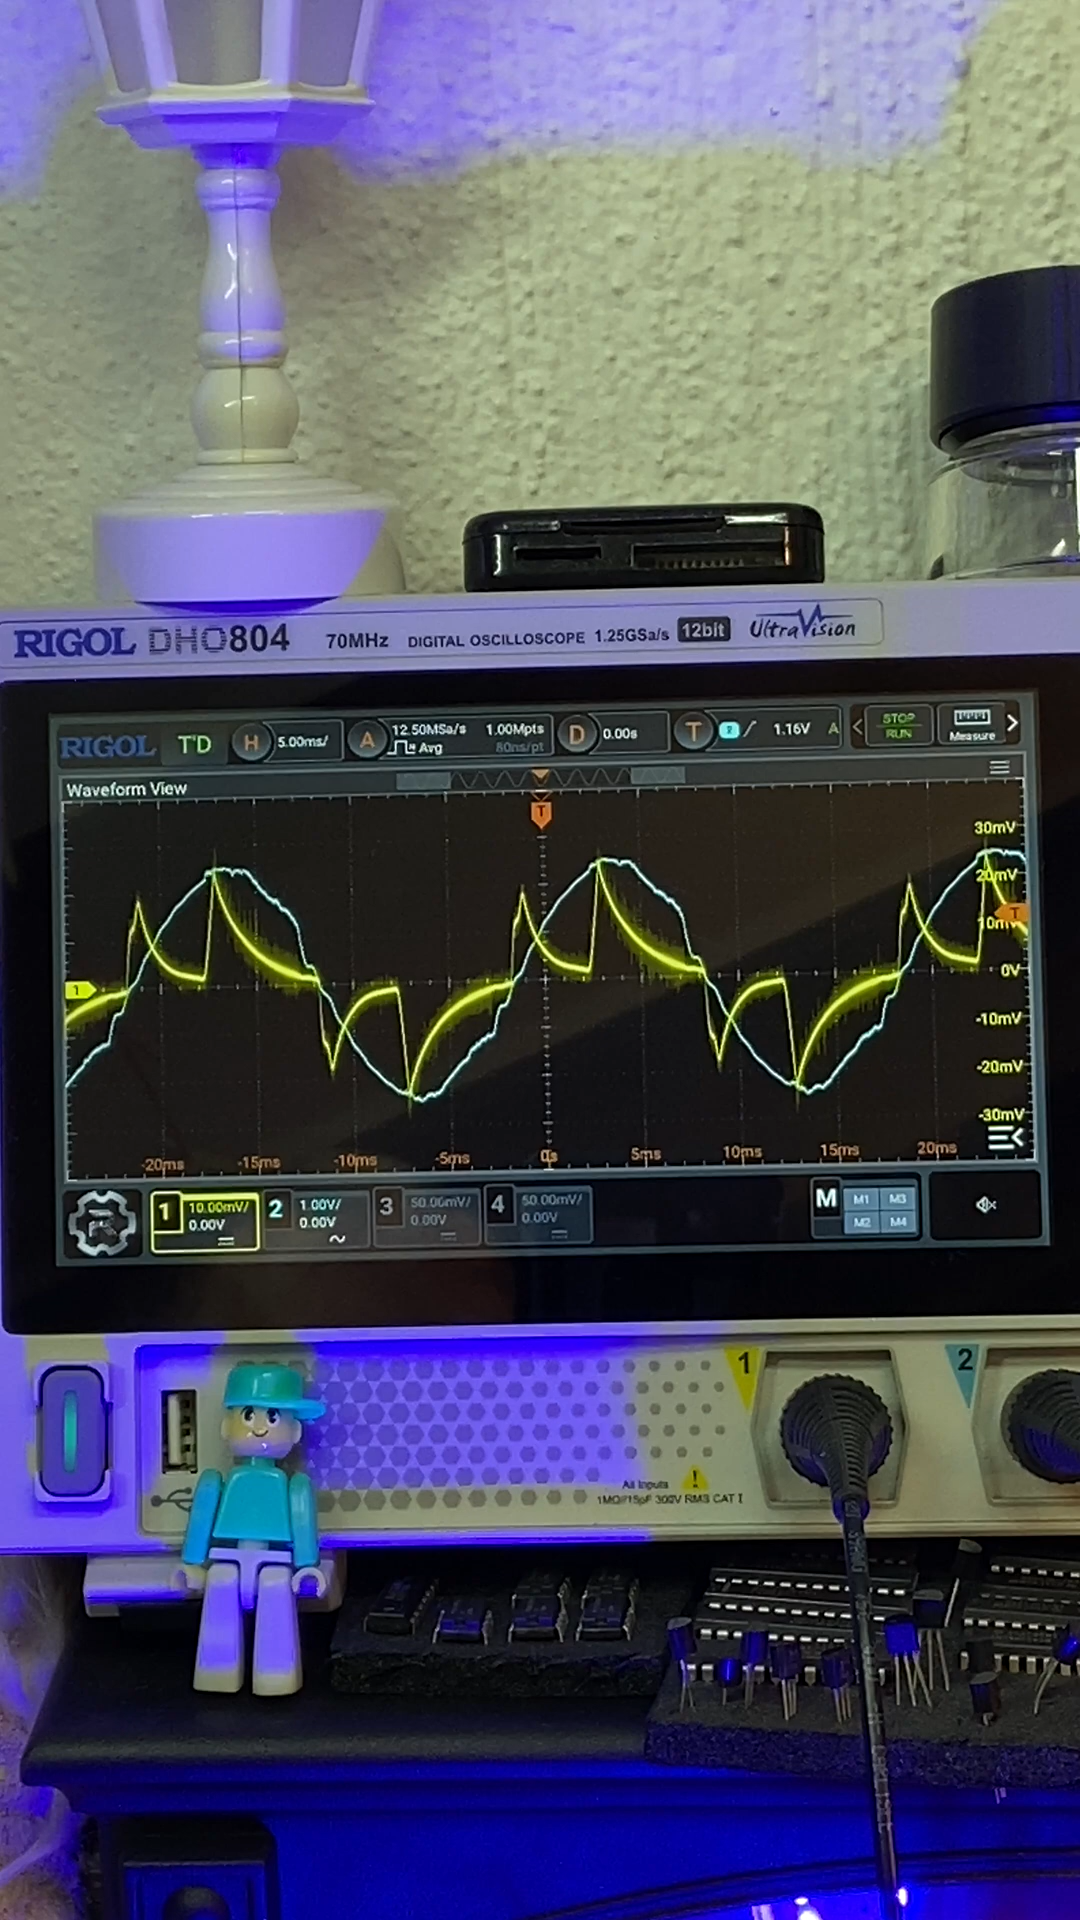 RIGOL DHO804 70MHz DIGITAL OSCILLOSCOPE 1.25GSa/s 12bit UltraVision
RIGOL T'D H 5.00ms/ A 12.50MSa/s 1.00Mpts D 0.00s T 2 1.16V A STOP Measure
Avg 80ns/pt RUN
Waveform View
T
30mV
20mV
T
10mV
1
0V
-10mV
-20mV
-30mV
-20ms -15ms -10ms -5ms 0s 5ms 10ms 15ms 20ms
1 10.00mV/ 2 1.00V/ 3 50.00mV/ 4 50.00mV/ M M1 M3
0.00V 0.00V 0.00V 0.00V M2 M4
1 2
All Inputs
1MΩ//15pF 300V RMS CAT I